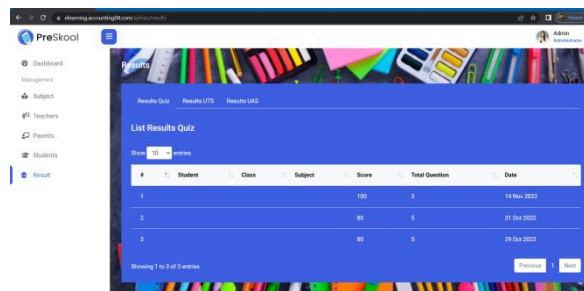 elearning.accounting08.com/admin/results
PreSkool
Admin
Administrator
Dashboard
Management
Subject
Teachers
Parents
Students
Result
Results
Results Quiz Results UTS Results UAS
List Results Quiz
Show 10 entries
# Student Class Subject Score Total Question Date
1 100 3 14 Nov 2022
2 80 5 31 Oct 2022
3 80 5 29 Oct 2022
Showing 1 to 3 of 3 entries
Previous 1 Next